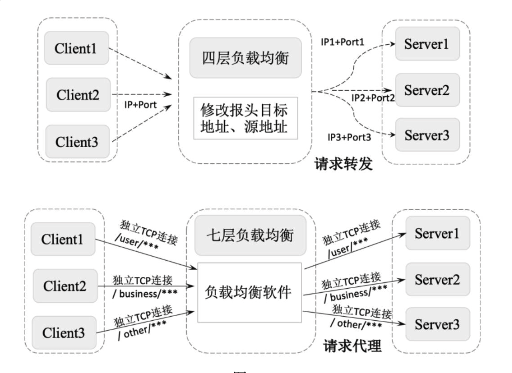 Client1
Client2
Client3
IP+Port
四层负载均衡
修改报头目标
地址、源地址
IP1+Port1
IP2+Port2
IP3+Port3
Server1
Server2
Server3
请求转发
Client1
Client2
Client3
独立TCP连接
/user/***
独立TCP连接
/ business/***
独立TCP连接
/ other/***
七层负载均衡
负载均衡软件
独立TCP连接
/user/***
独立TCP连接
/ business/***
独立TCP连接
/ other/***
Server1
Server2
Server3
请求代理